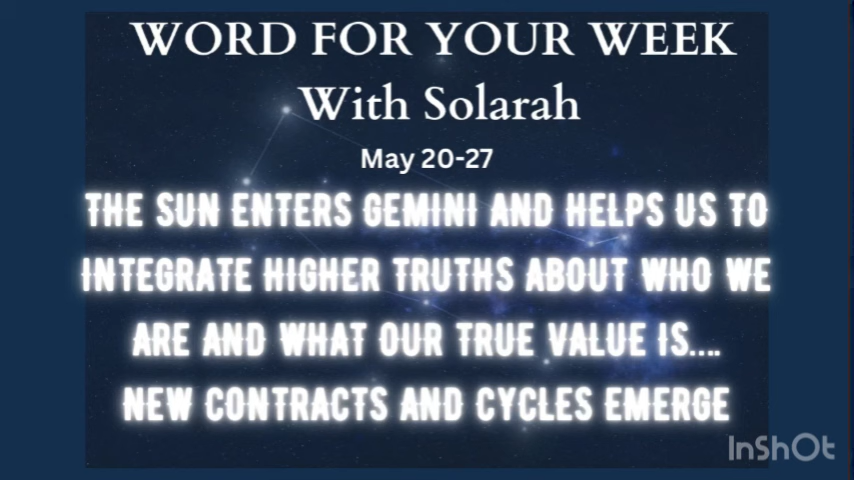 WORD FOR YOUR WEEK
With Solarah
May 20-27
THE SUN ENTERS GEMINI AND HELPS US TO
INTEGRATE HIGHER TRUTHS ABOUT WHO WE
ARE AND WHAT OUR TRUE VALUE IS....
NEW CONTRACTS AND CYCLES EMERGE
InShOt